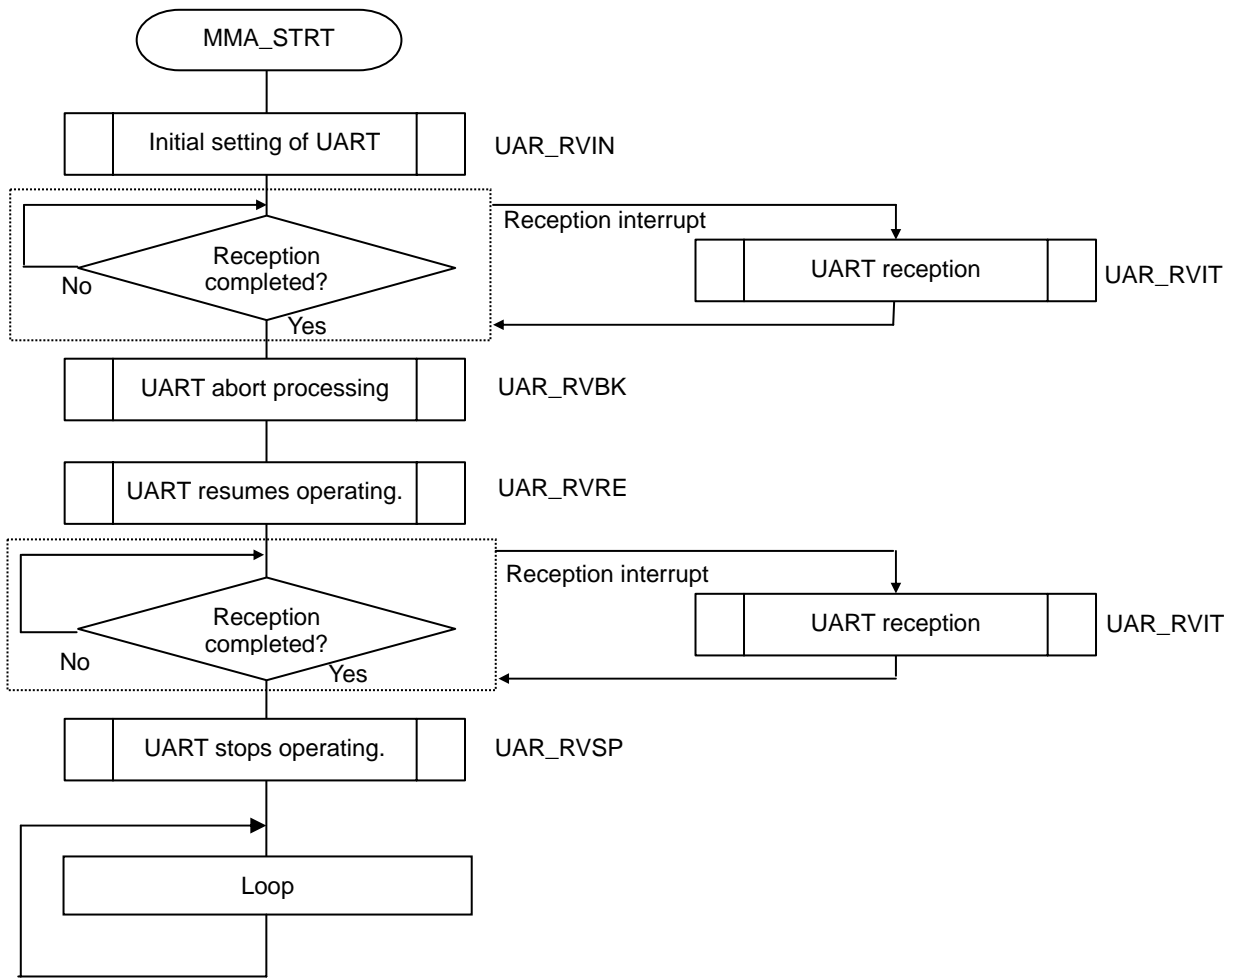 MMA_STRT
Initial setting of UART
UAR_RVIN
Reception interrupt
Reception
completed?
No
Yes
UART reception
UAR_RVIT
UART abort processing
UAR_RVBK
UART resumes operating.
UAR_RVRE
Reception interrupt
Reception
completed?
No
Yes
UART reception
UAR_RVIT
UART stops operating.
UAR_RVSP
Loop